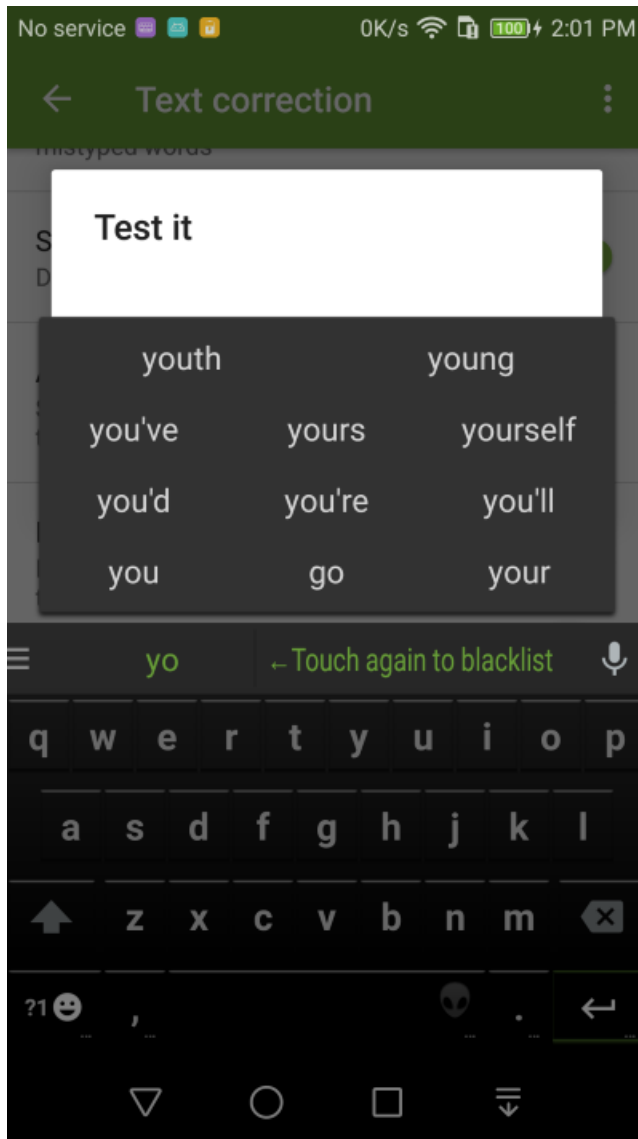 No service 0K/s 100 2:01 PM
Text correction
mistyped words
Test it
S
D
youth young
you've yours yourself
you'd you're you'll
you go your
yo ←Touch again to blacklist
q w e r t y u i o p
a s d f g h j k l
z x c v b n m
?1 , .